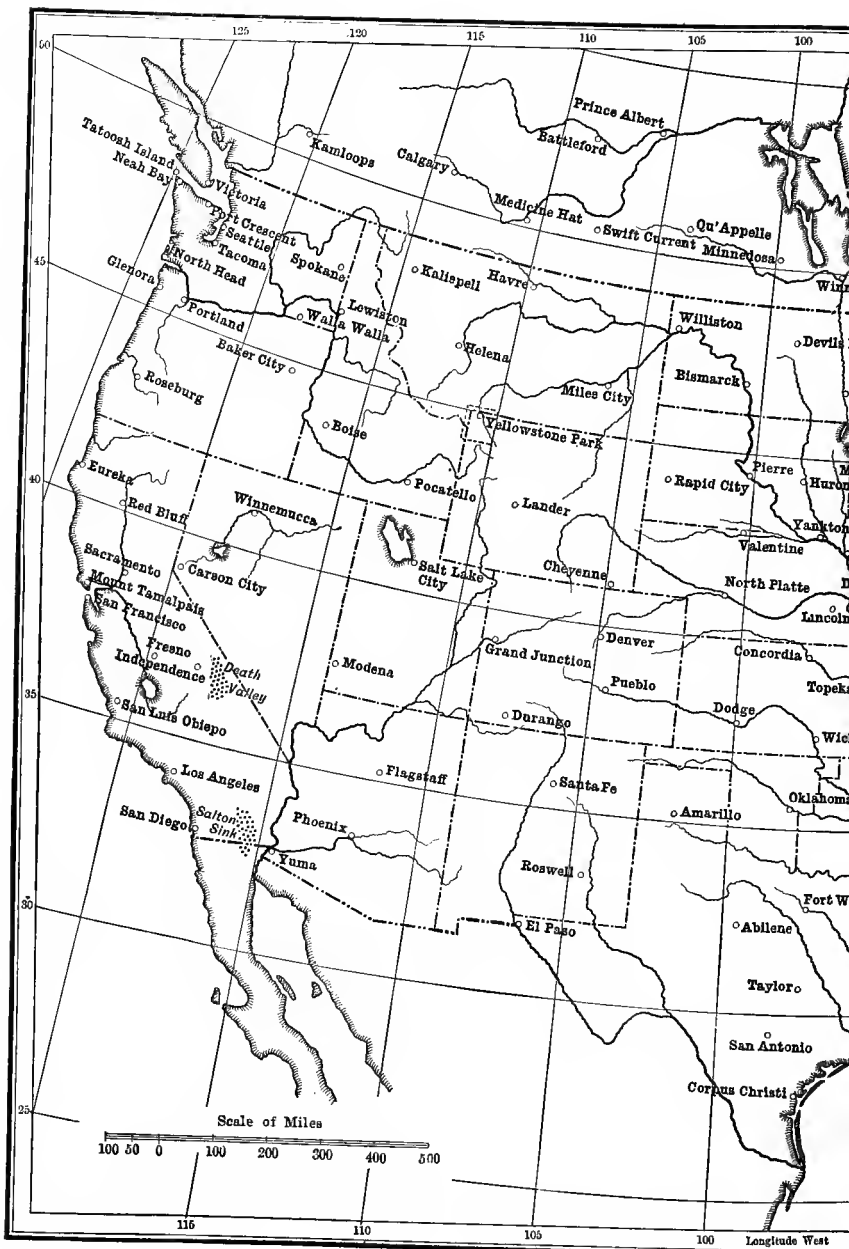 125
120
115
110
105
100
50
Prince Albert
Battleford
Kamloops
Calgary
Tatoosh Island
Neah Bay
Victoria
Medicine Hat
Qu'Appelle
Swift Current
Minnedosa
Port Crescent
Seattle
Tacoma
North Head
Spokane
Kalispell
Havre
Winn
45
Glenora
Portland
Lewiston
Walla Walla
Williston
Devils
Baker City
Helena
Roseburg
Miles City
Bismarck
Boise
Yellowstone Park
Eureka
Pocatello
Rapid City
Pierre
Huron
M
40
Red Bluff
Winnemucca
Lander
Yankton
Valentine
Sacramento
Carson City
Salt Lake
City
Cheyenne
North Platte
D
Mount Tamalpais
San Francisco
Lincoln
Fresno
Independence
Death
Valley
Modena
Grand Junction
Denver
Concordia
Topeka
Pueblo
35
San Luis Obispo
Durango
Dodge
Wic
Los Angeles
Flagstaff
Santa Fe
Oklahoma
Amarillo
San Diego
Salton
Sink
Phoenix
Yuma
Roswell
30
El Paso
Fort W
Abilene
Taylor
San Antonio
Corpus Christi
25
Scale of Miles
100 50 0 100 200 300 400 500
115
110
105
100
Longitude West